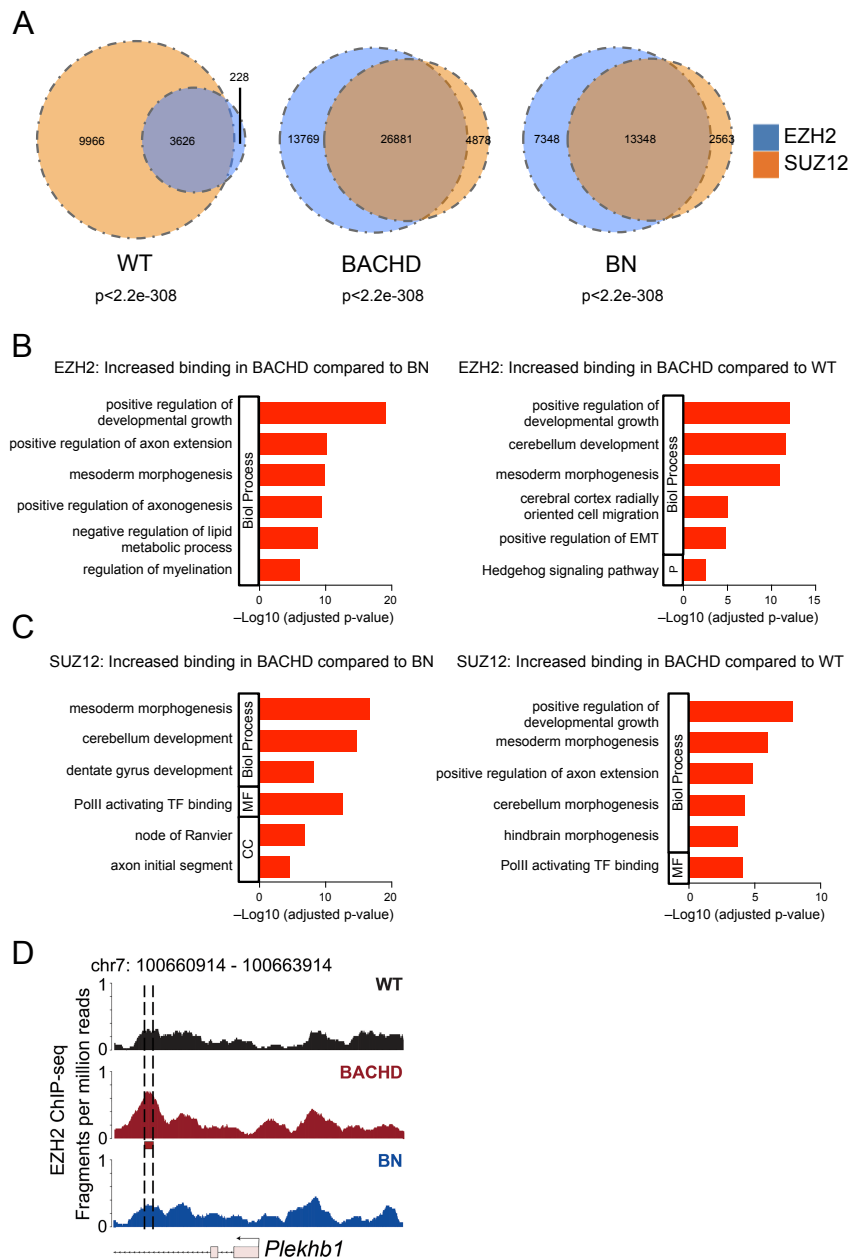 A
228
9966
3626
13769
26881
4878
7348
13348
2563
EZH2
SUZ12
WT
BACHD
BN
p<2.2e-308
p<2.2e-308
p<2.2e-308
B
EZH2: Increased binding in BACHD compared to BN
Biol Process
positive regulation of
developmental growth
positive regulation of axon extension
mesoderm morphogenesis
positive regulation of axonogenesis
negative regulation of lipid
metabolic process
regulation of myelination
0
10
20
–Log10 (adjusted p-value)
EZH2: Increased binding in BACHD compared to WT
Biol Process
positive regulation of
developmental growth
cerebellum development
mesoderm morphogenesis
cerebral cortex radially
oriented cell migration
positive regulation of EMT
P
Hedgehog signaling pathway
0
5
10
15
–Log10 (adjusted p-value)
C
SUZ12: Increased binding in BACHD compared to BN
Biol Process
mesoderm morphogenesis
cerebellum development
dentate gyrus development
MF
PolII activating TF binding
CC
node of Ranvier
axon initial segment
0
10
20
–Log10 (adjusted p-value)
SUZ12: Increased binding in BACHD compared to WT
Biol Process
positive regulation of
developmental growth
mesoderm morphogenesis
positive regulation of axon extension
cerebellum morphogenesis
hindbrain morphogenesis
MF
PolII activating TF binding
0
5
10
–Log10 (adjusted p-value)
D
chr7: 100660914 - 100663914
EZH2 ChIP-seq
Fragments per million reads
1
WT
0
1
BACHD
0
1
BN
0
Plekhb1